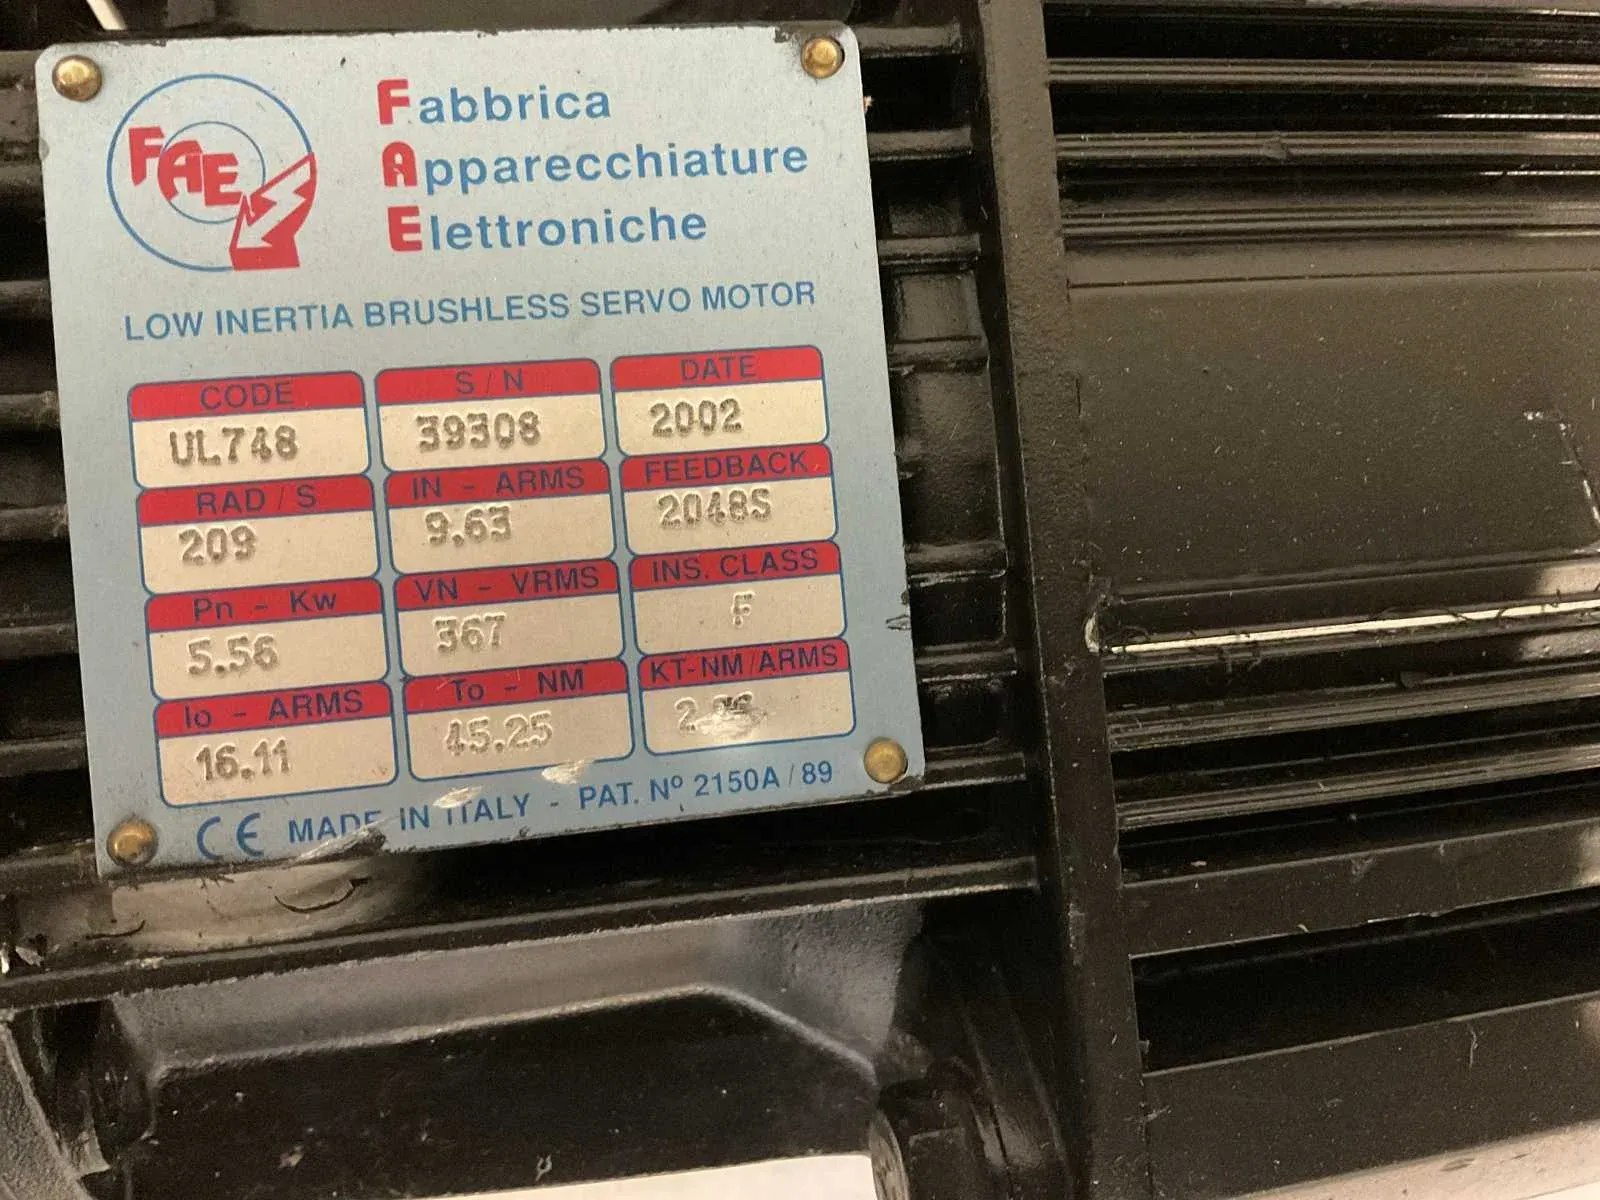 FAE
Fabbrica
Apparecchiature
Elettroniche
LOW INERTIA BRUSHLESS SERVO MOTOR
CODE S / N DATE
UL748 39308 2002
RAD / S IN - ARMS FEEDBACK
209 9.63 2048S
Pn - Kw VN - VRMS INS. CLASS
5.56 367 F
Io - ARMS To - NM KT-NM/ARMS
16.11 45.25
CE MADE IN ITALY - PAT. Nº 2150A / 89